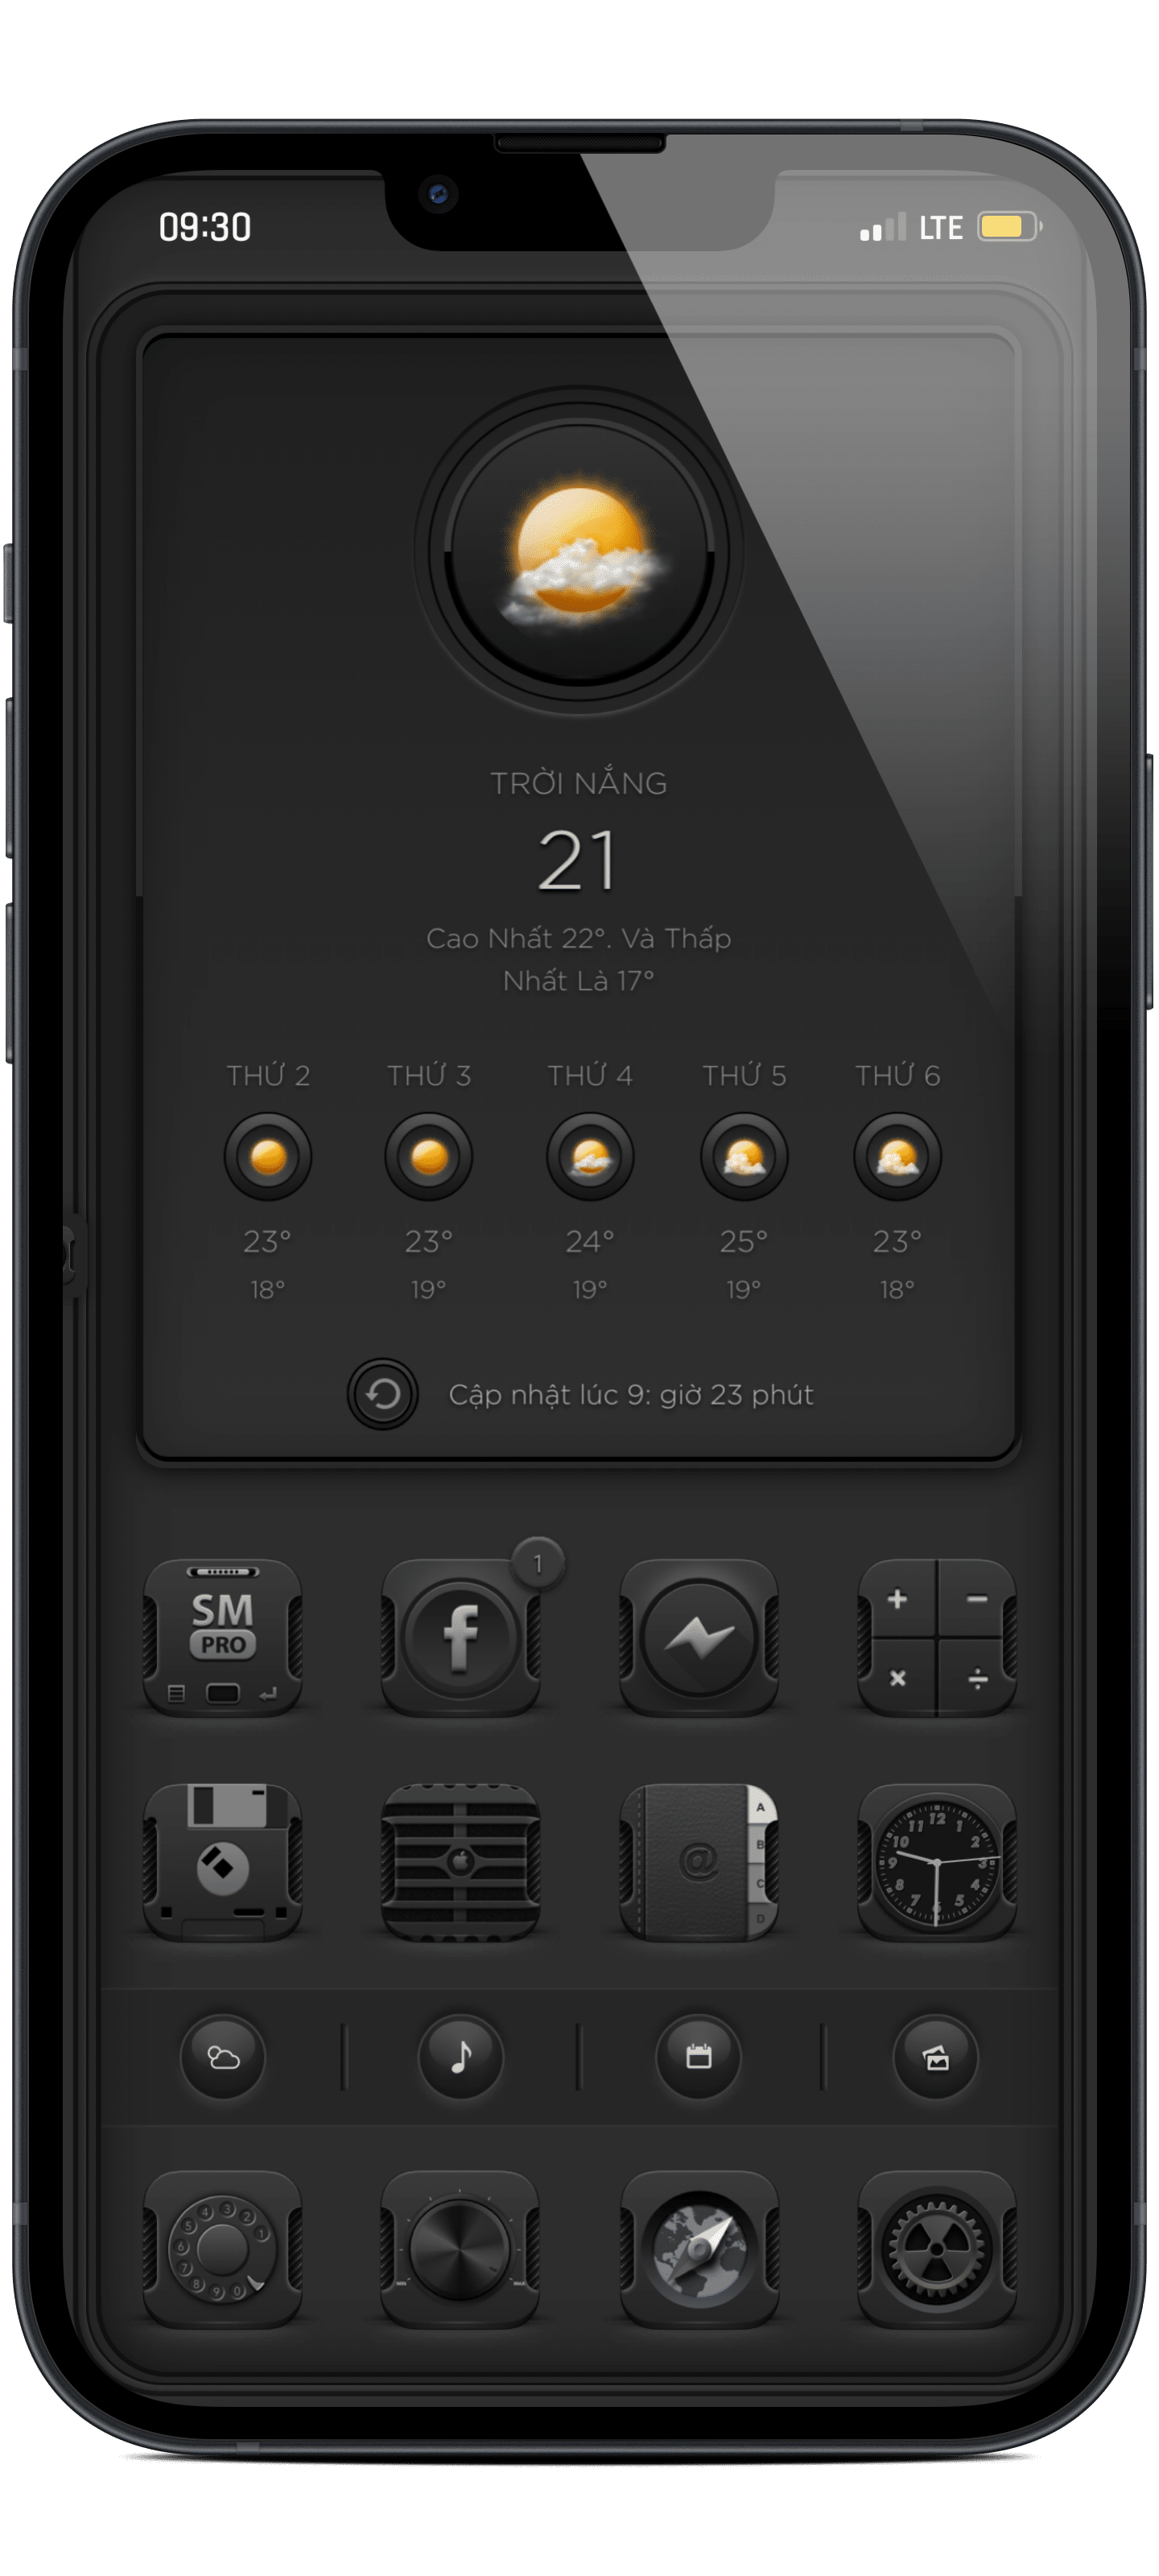 09:30
LTE
TRỜI NẮNG
21
Cao Nhất 22°. Và Thấp
Nhất Là 17°
THỨ 2 THỨ 3 THỨ 4 THỨ 5 THỨ 6
23° 23° 24° 25° 23°
18° 19° 19° 19° 18°
Cập nhật lúc 9: giờ 23 phút
1
SM
PRO
f
+ −
× ÷
@
A
B
C
D
12 1 2 3 4 5 6 7 8 9 10 11
1 2 3 4 5 6 7 8 9 0